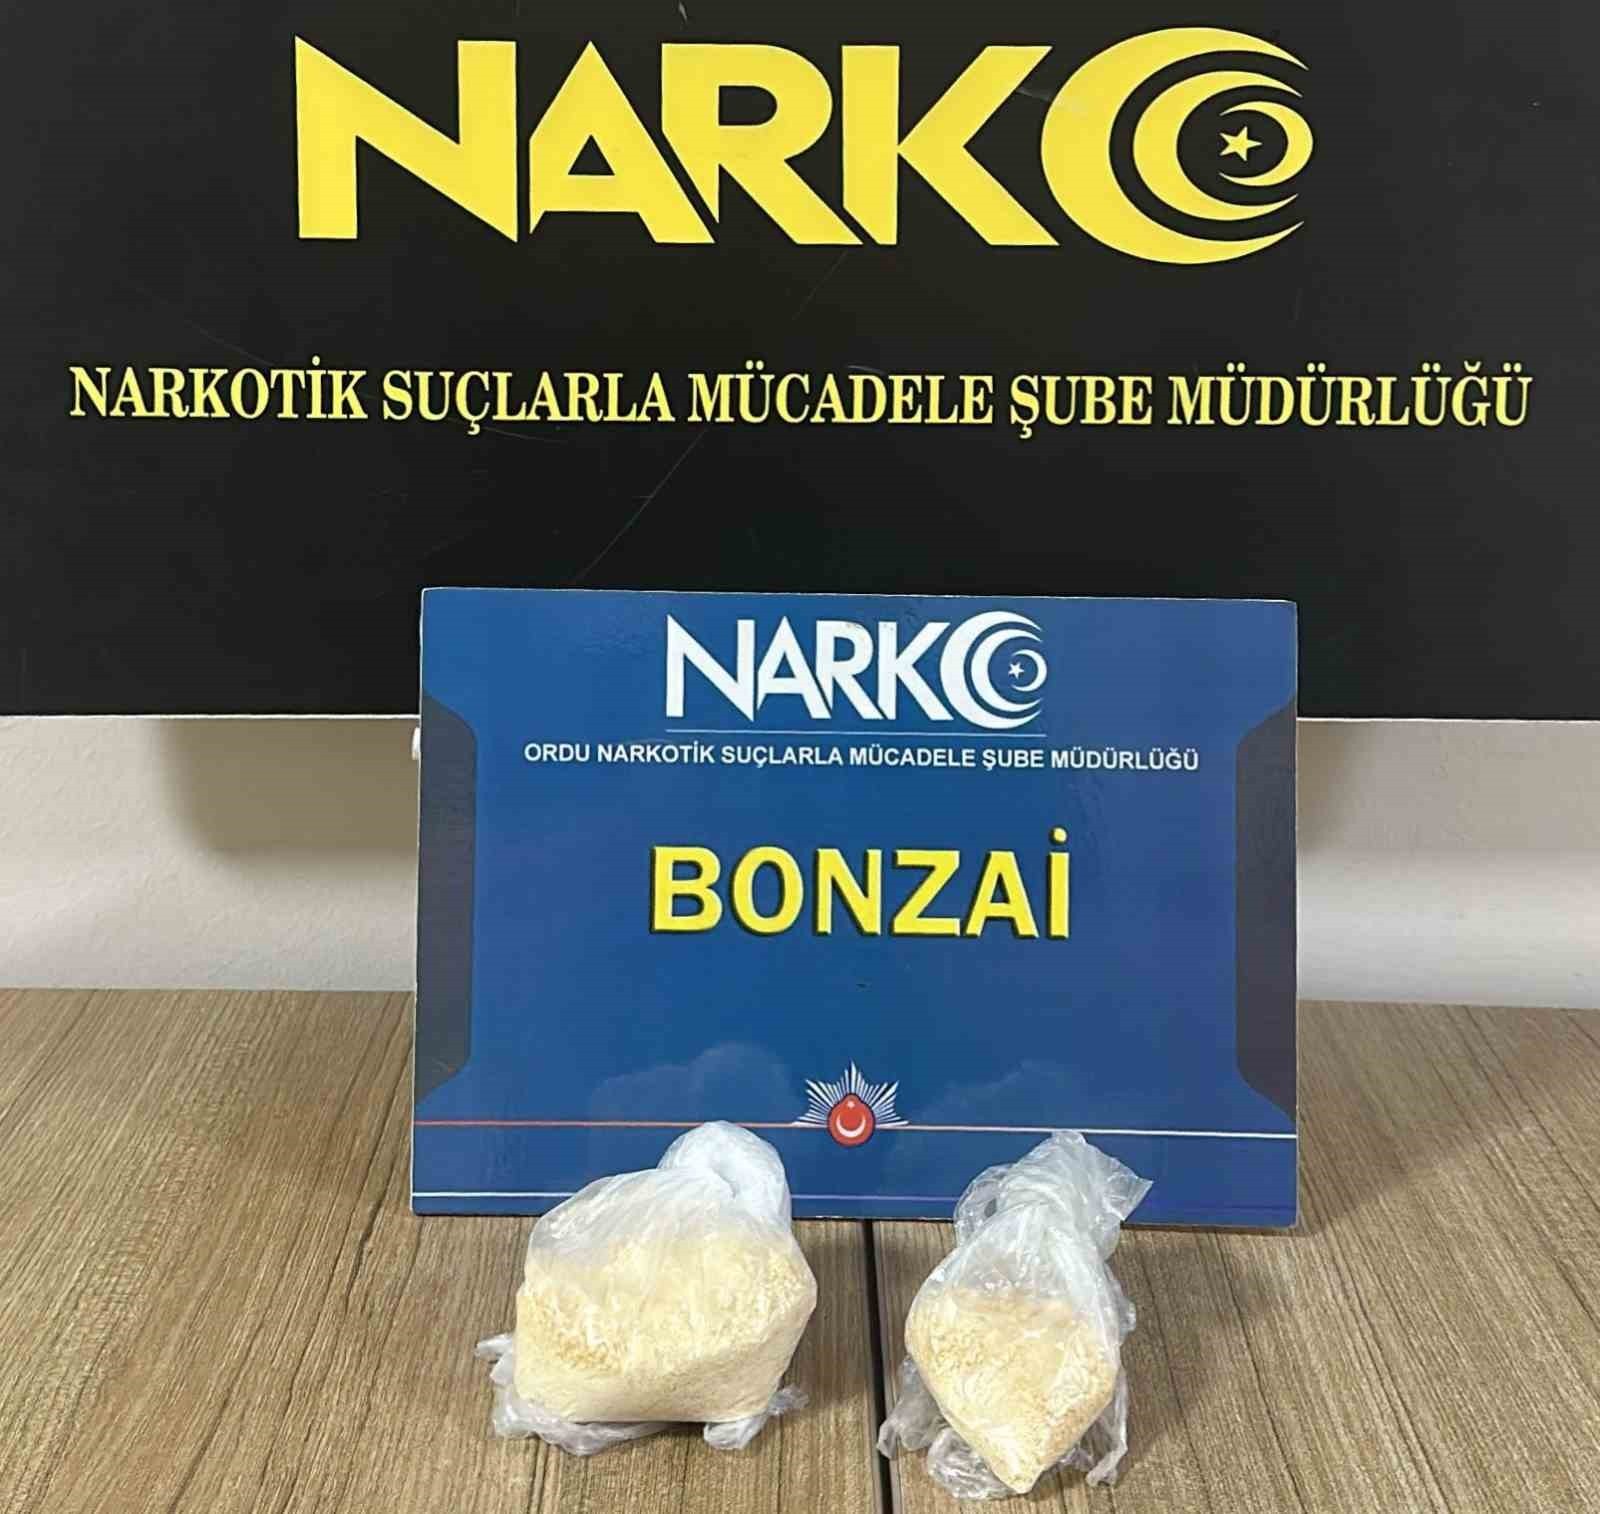 NARKO
NARKOTİK SUÇLARLA MÜCADELE ŞUBE MÜDÜRLÜĞÜ
NARKO
ORDU NARKOTİK SUÇLARLA MÜCADELE ŞUBE MÜDÜRLÜĞÜ
BONZAİ